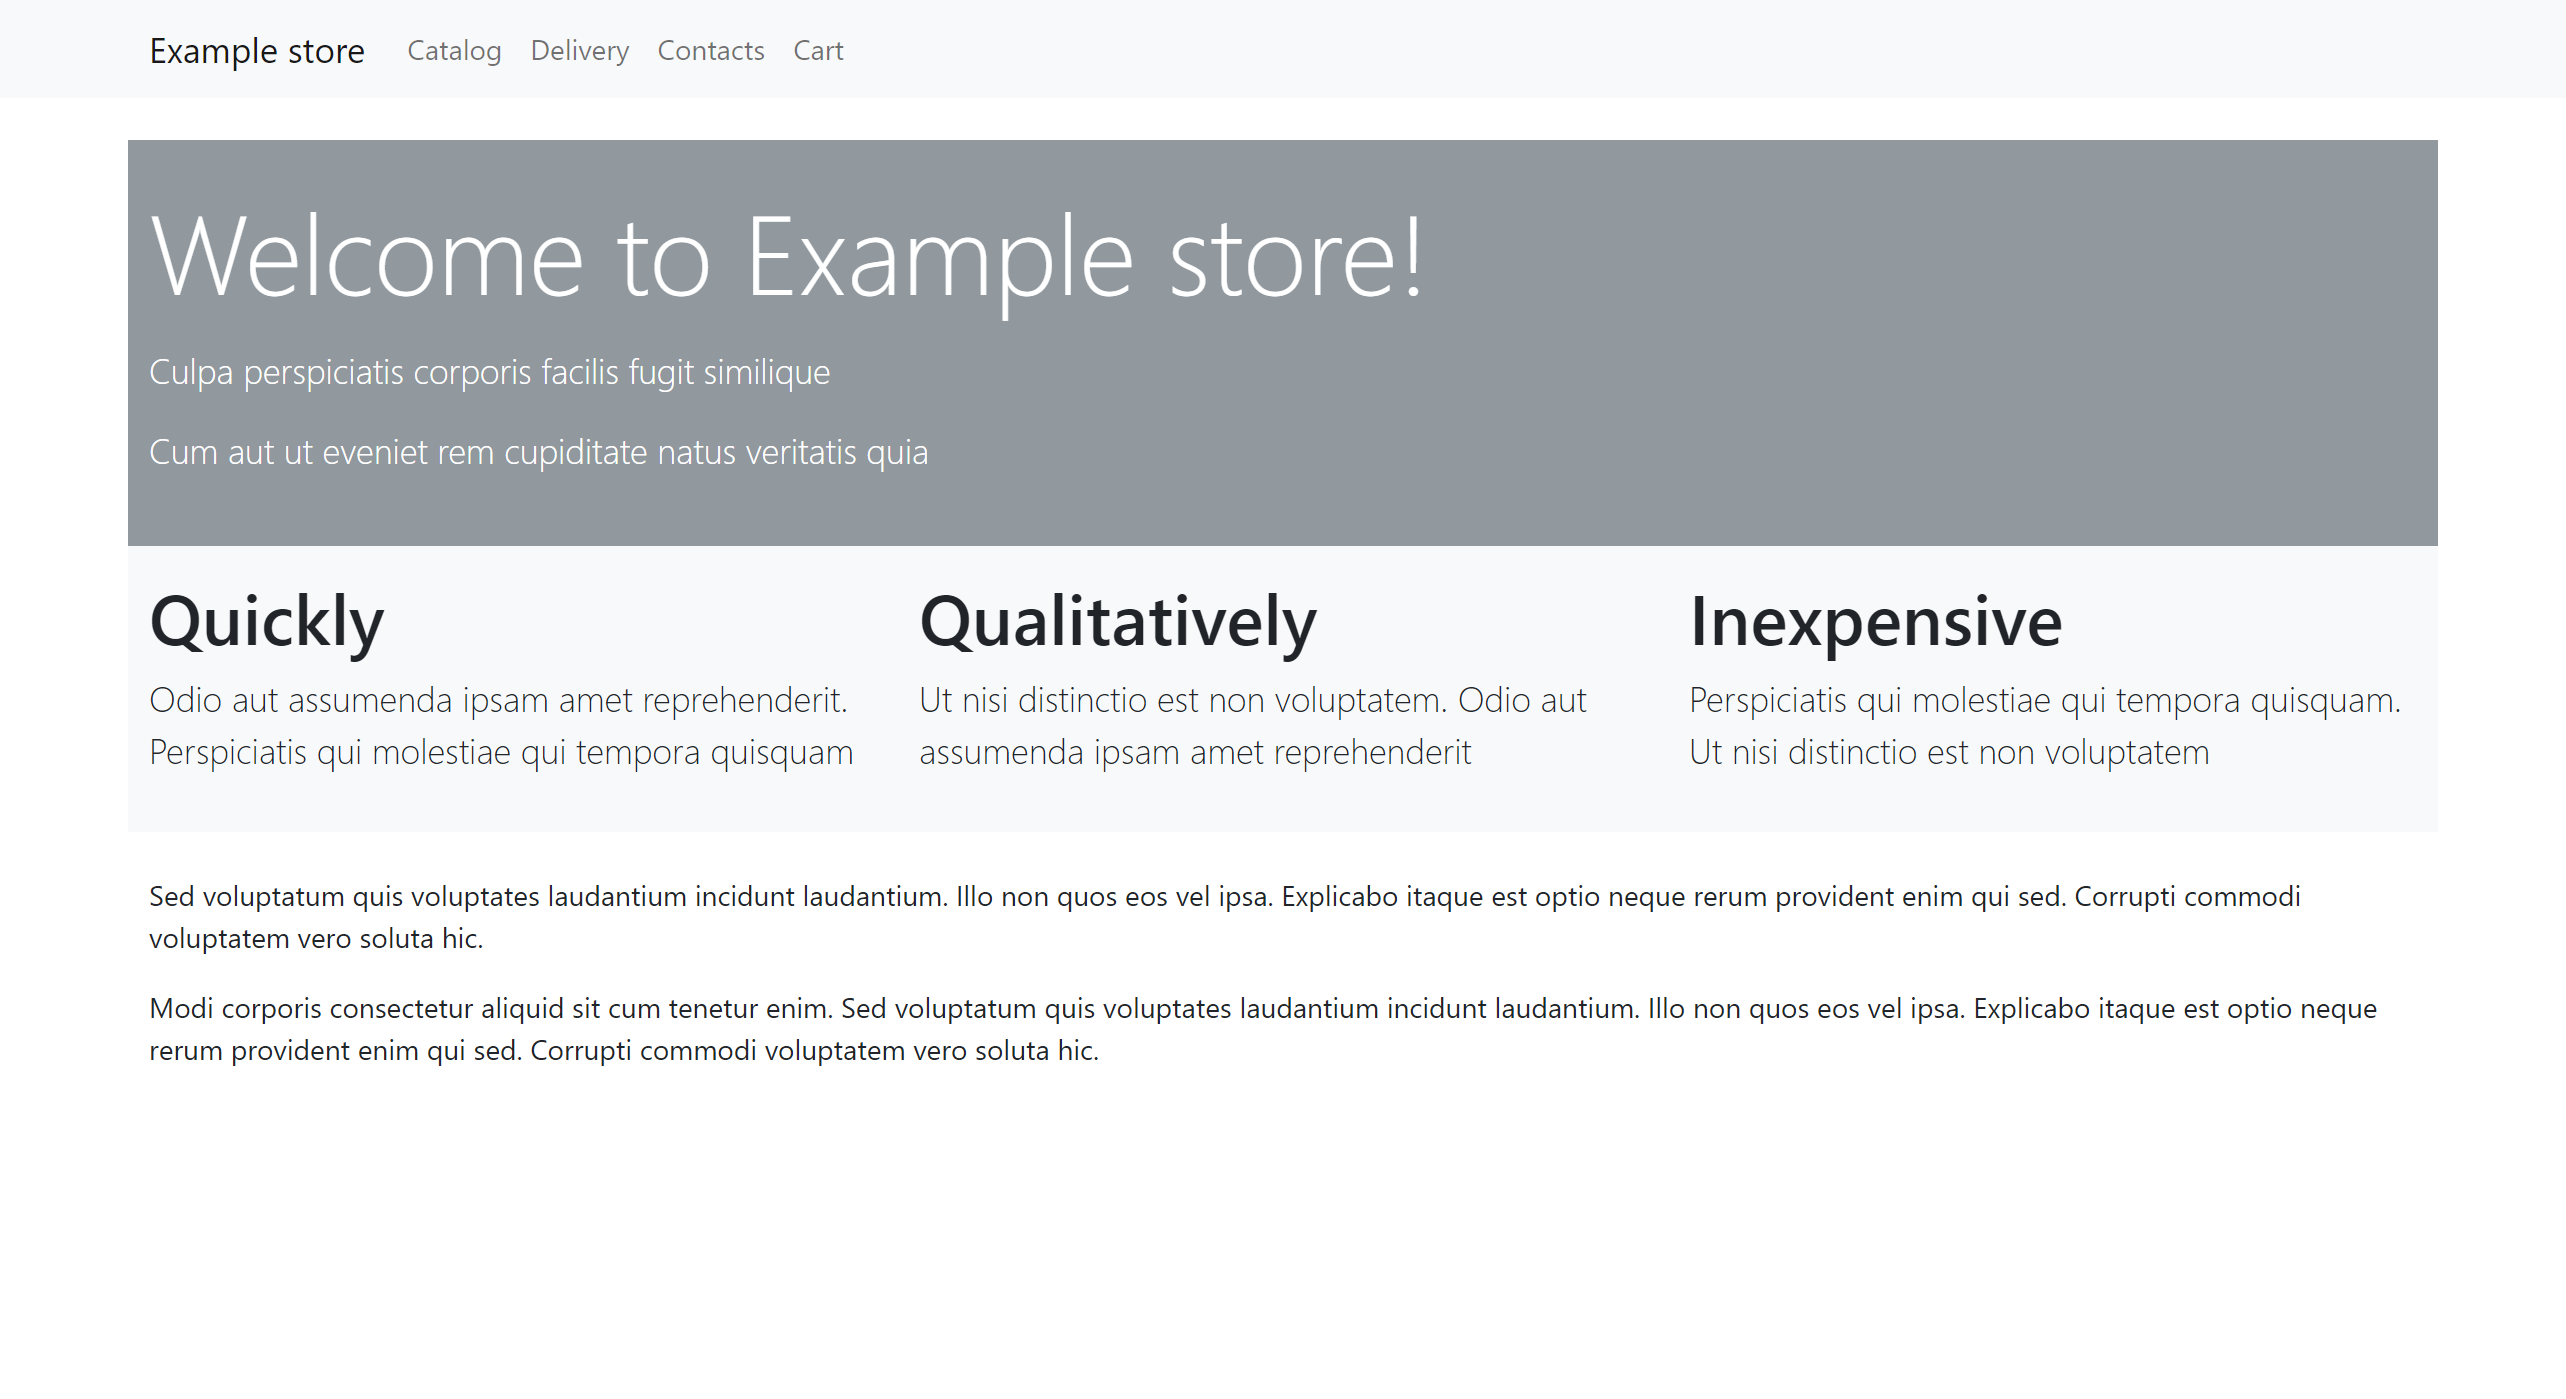 Example store Catalog Delivery Contacts Cart
Welcome to Example store!
Culpa perspiciatis corporis facilis fugit similique
Cum aut ut eveniet rem cupiditate natus veritatis quia
Quickly
Odio aut assumenda ipsam amet reprehenderit.
Perspiciatis qui molestiae qui tempora quisquam
Qualitatively
Ut nisi distinctio est non voluptatem. Odio aut
assumenda ipsam amet reprehenderit
Inexpensive
Perspiciatis qui molestiae qui tempora quisquam.
Ut nisi distinctio est non voluptatem
Sed voluptatum quis voluptates laudantium incidunt laudantium. Illo non quos eos vel ipsa. Explicabo itaque est optio neque rerum provident enim qui sed. Corrupti commodi
voluptatem vero soluta hic.
Modi corporis consectetur aliquid sit cum tenetur enim. Sed voluptatum quis voluptates laudantium incidunt laudantium. Illo non quos eos vel ipsa. Explicabo itaque est optio neque
rerum provident enim qui sed. Corrupti commodi voluptatem vero soluta hic.